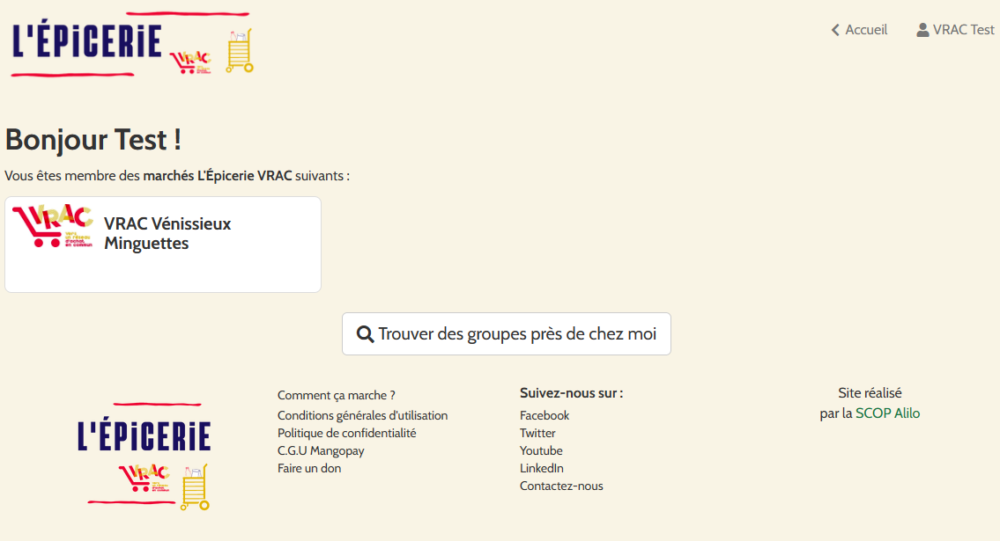 L'ÉPiCERiE
VRAC
Accueil
VRAC Test
Bonjour Test !
Vous êtes membre des marchés L'Épicerie VRAC suivants :
VRAC
vers
un réseau
d'achat
en commun
VRAC Vénissieux
Minguettes
Trouver des groupes près de chez moi
L'ÉPiCERiE
VRAC
Comment ça marche ?
Conditions générales d'utilisation
Politique de confidentialité
C.G.U Mangopay
Faire un don
Suivez-nous sur :
Facebook
Twitter
Youtube
LinkedIn
Contactez-nous
Site réalisé
par la SCOP Alilo